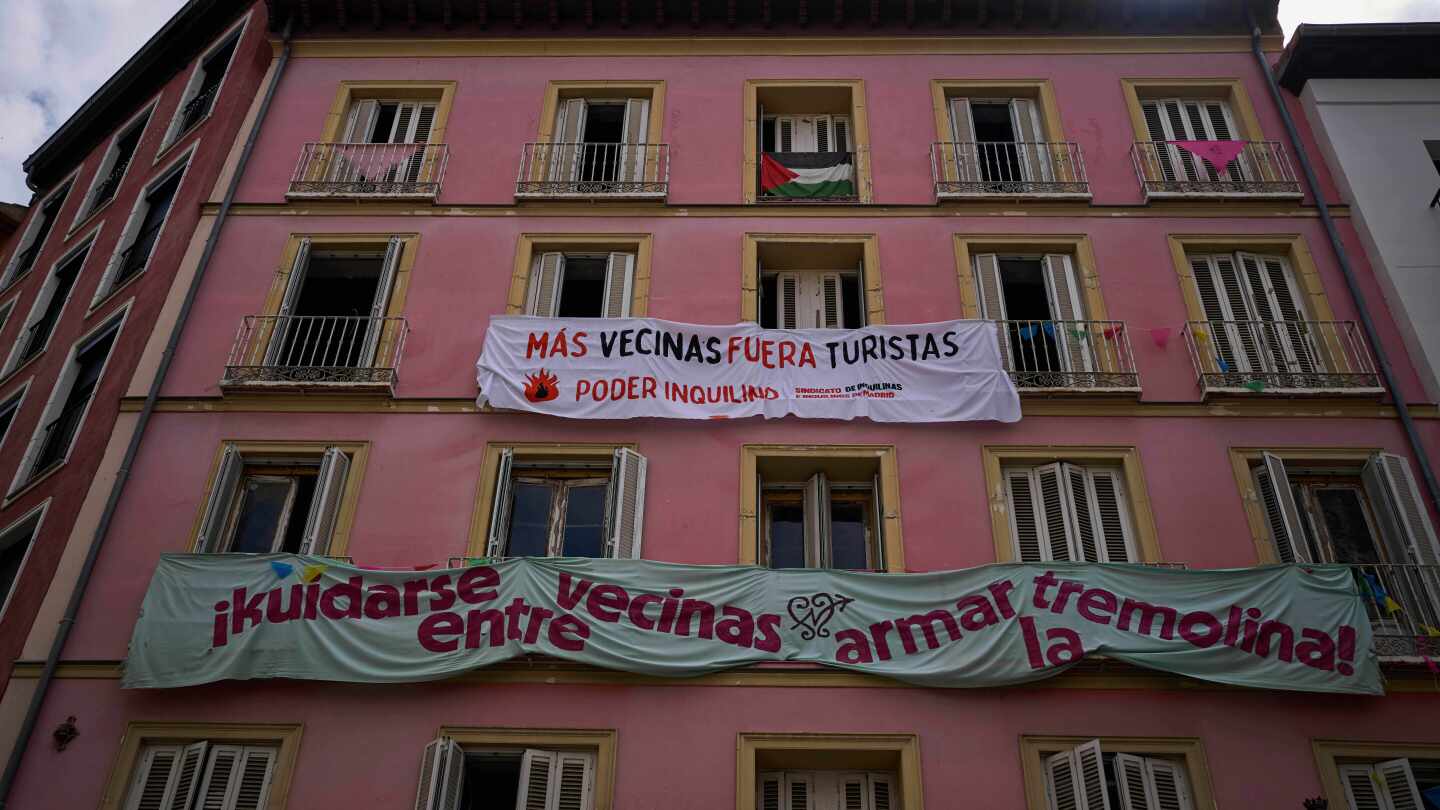 MÁS VECINAS FUERA TURISTAS
PODER INQUILINO
SINDICATO DE INQUILINAS
E INQUILINOS DE MADRID
¡kuidarse entre vecinas armar la tremolina!